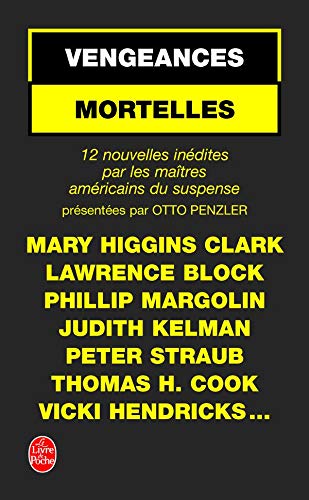 VENGEANCES
MORTELLES
12 nouvelles inédites
par les maîtres
américains du suspense
présentées par OTTO PENZLER
MARY HIGGINS CLARK
LAWRENCE BLOCK
PHILLIP MARGOLIN
JUDITH KELMAN
PETER STRAUB
THOMAS H. COOK
VICKI HENDRICKS...
Le
Livre
de
Poche